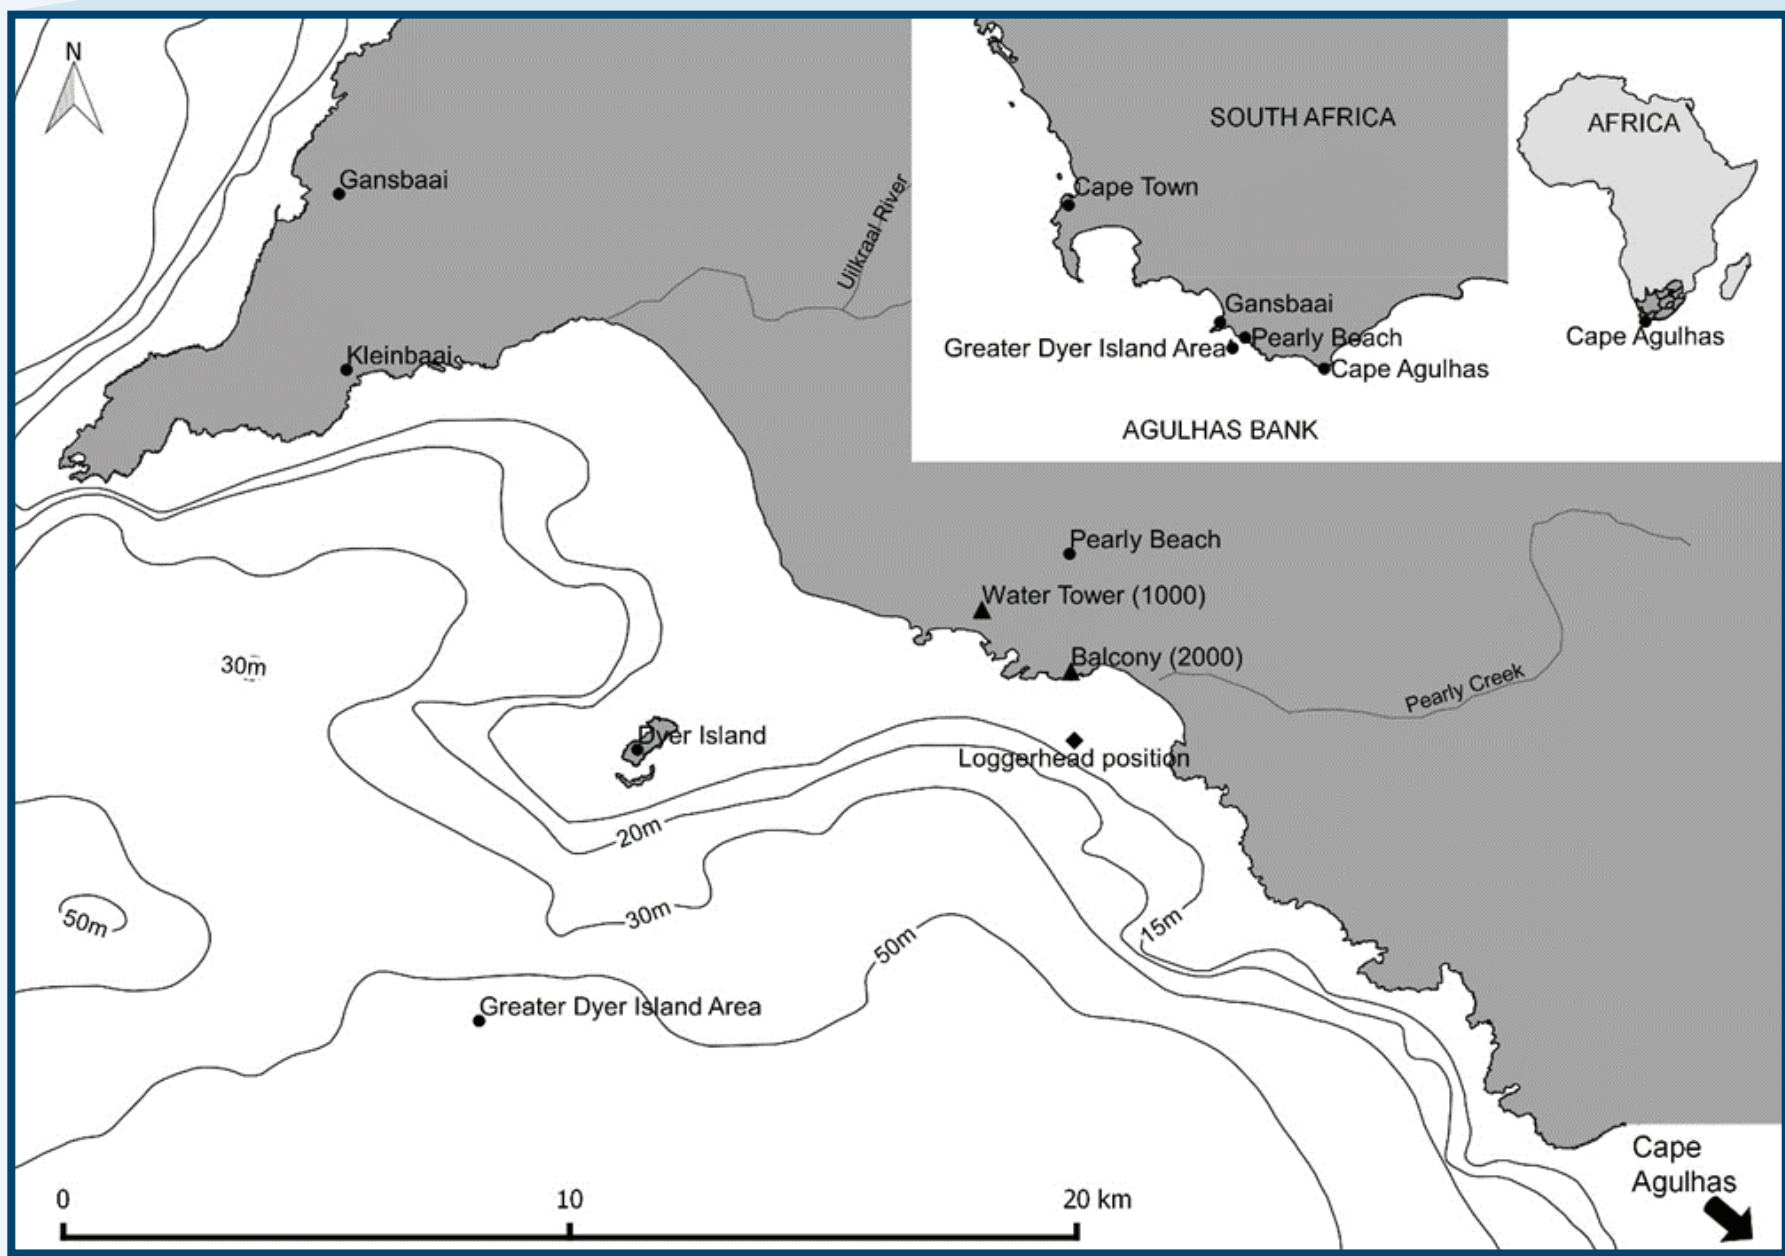 N
SOUTH AFRICA
AFRICA
Gansbaai
Cape Town
Uilkraal River
Gansbaai
Pearly Beach
Greater Dyer Island Area
Cape Agulhas
Cape Agulhas
Kleinbaai
AGULHAS BANK
Pearly Beach
Water Tower (1000)
Balcony (2000)
30m
Pearly Creek
Dyer Island
Loggerhead position
20m
30m
50m
15m
50m
Greater Dyer Island Area
Cape
Agulhas
0 10 20 km